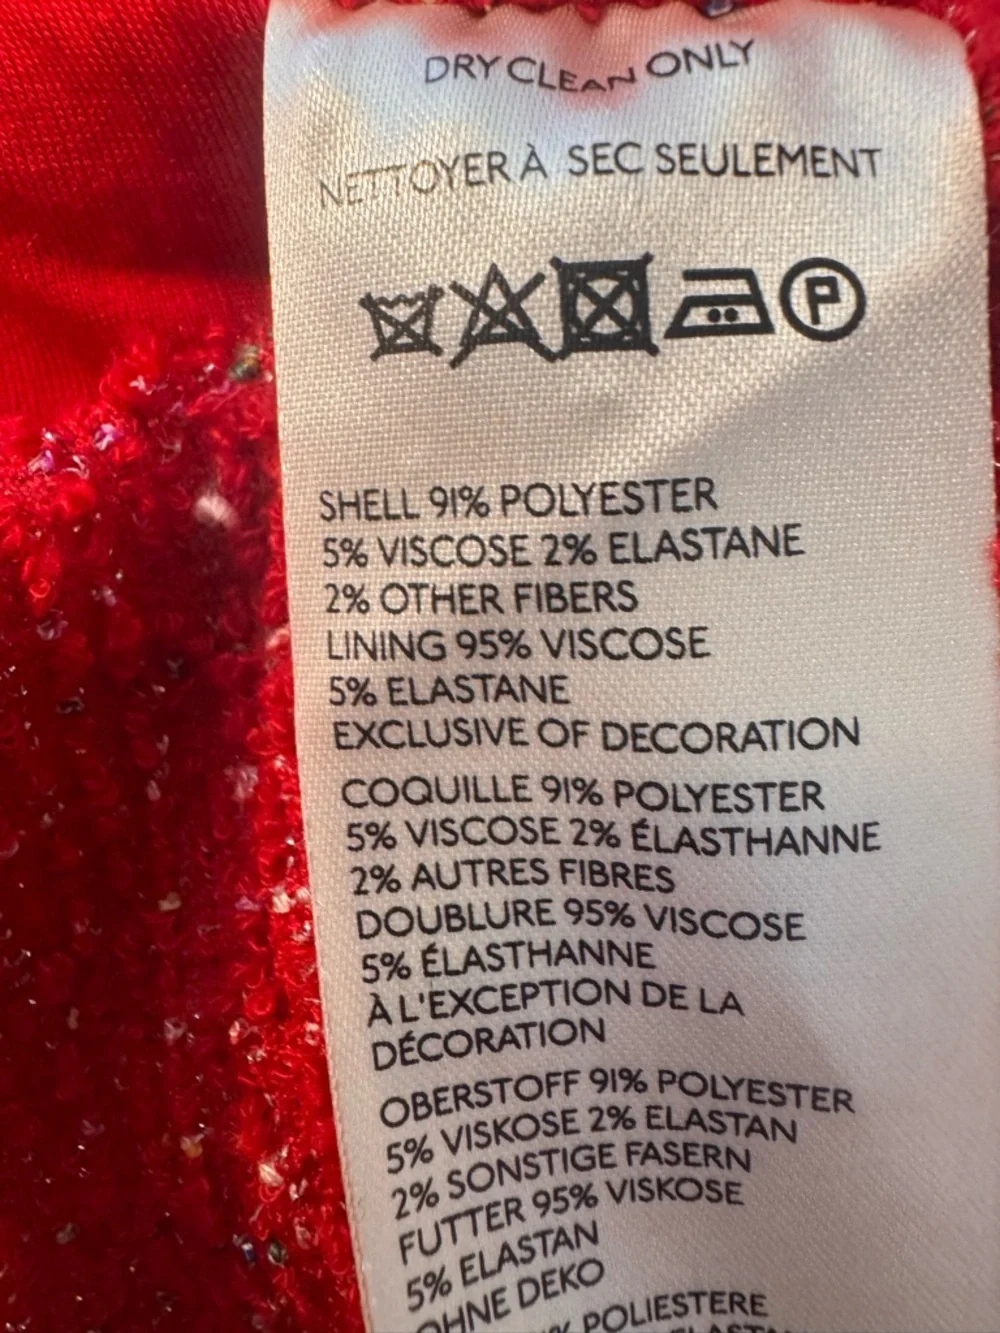 DRY CLEAN ONLY
NETTOYER À SEC SEULEMENT
P
SHELL 91% POLYESTER
5% VISCOSE 2% ELASTANE
2% OTHER FIBERS
LINING 95% VISCOSE
5% ELASTANE
EXCLUSIVE OF DECORATION
COQUILLE 91% POLYESTER
5% VISCOSE 2% ÉLASTHANNE
2% AUTRES FIBRES
DOUBLURE 95% VISCOSE
5% ÉLASTHANNE
À L'EXCEPTION DE LA
DÉCORATION
OBERSTOFF 91% POLYESTER
5% VISKOSE 2% ELASTAN
2% SONSTIGE FASERN
FUTTER 95% VISKOSE
5% ELASTAN
OHNE DEKO
POLIESTERE